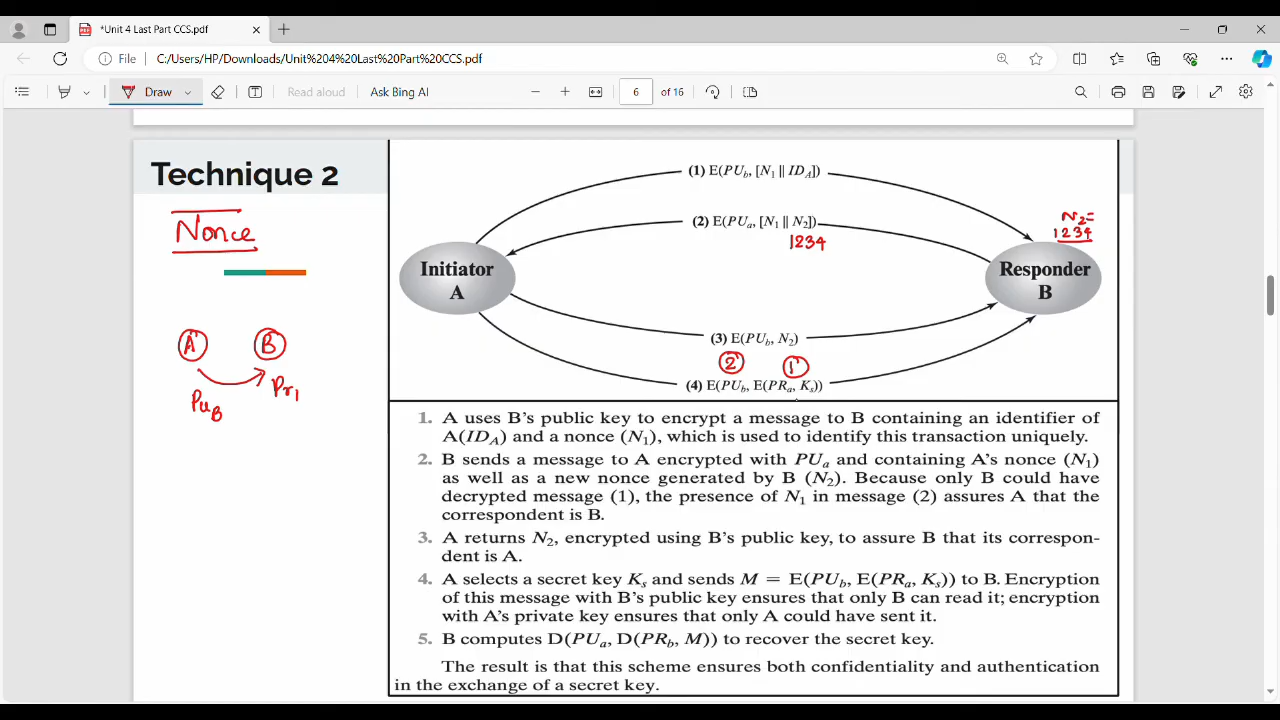 *Unit 4 Last Part CCS.pdf
File C:/Users/HP/Downloads/Unit%204%20Last%20Part%20CCS.pdf
Draw Read aloud Ask Bing AI 6 of 16
Technique 2
Nonce
A B
PuB
Pr1
(1) E(PUb, [N1 || IDA])
(2) E(PUa, [N1 || N2])
1234
N2=
1234
Initiator
A
Responder
B
(3) E(PUb, N2)
2 1
(4) E(PUb, E(PRa, Ks))
1. A uses B's public key to encrypt a message to B containing an identifier of
A(IDA) and a nonce (N1), which is used to identify this transaction uniquely.
2. B sends a message to A encrypted with PUa and containing A's nonce (N1)
as well as a new nonce generated by B (N2). Because only B could have
decrypted message (1), the presence of N1 in message (2) assures A that the
correspondent is B.
3. A returns N2, encrypted using B's public key, to assure B that its correspon-
dent is A.
4. A selects a secret key Ks and sends M = E(PUb, E(PRa, Ks)) to B. Encryption
of this message with B's public key ensures that only B can read it; encryption
with A's private key ensures that only A could have sent it.
5. B computes D(PUa, D(PRb, M)) to recover the secret key.
The result is that this scheme ensures both confidentiality and authentication
in the exchange of a secret key.